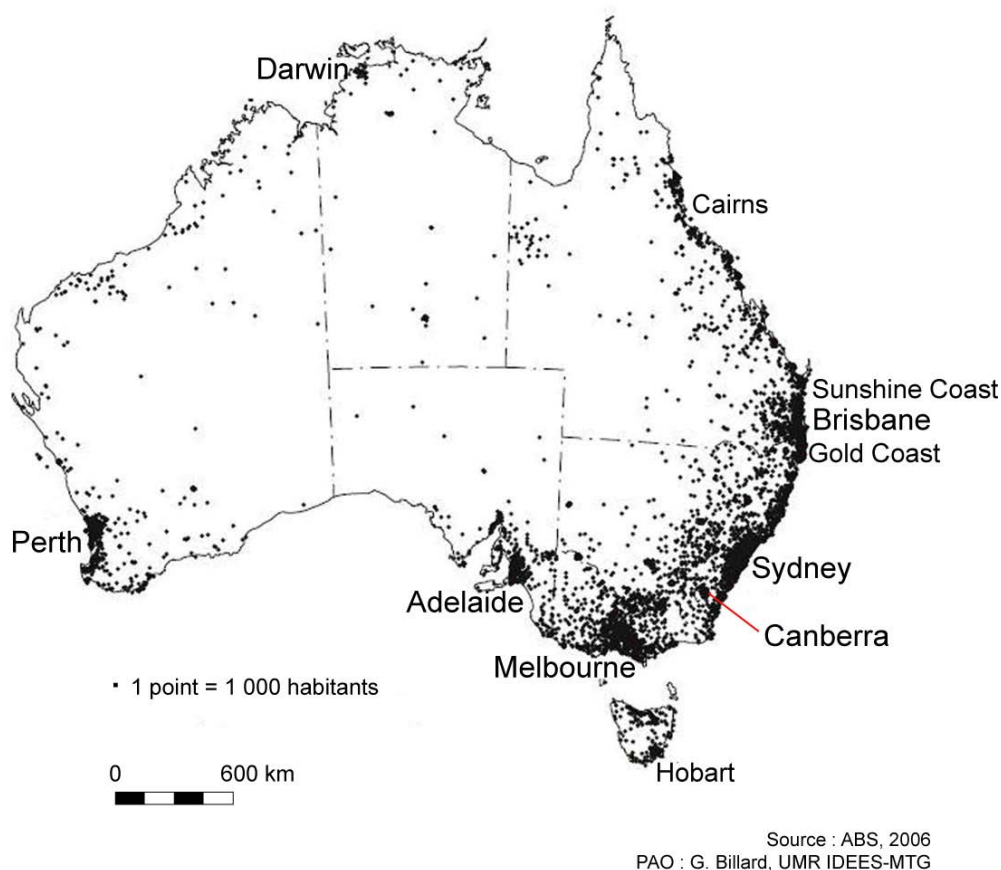 Darwin
Cairns
Sunshine Coast
Brisbane
Gold Coast
Perth
Sydney
Adelaide
Canberra
Melbourne
1 point = 1 000 habitants
Hobart
0 600 km
Source : ABS, 2006
PAO : G. Billard, UMR IDEES-MTG